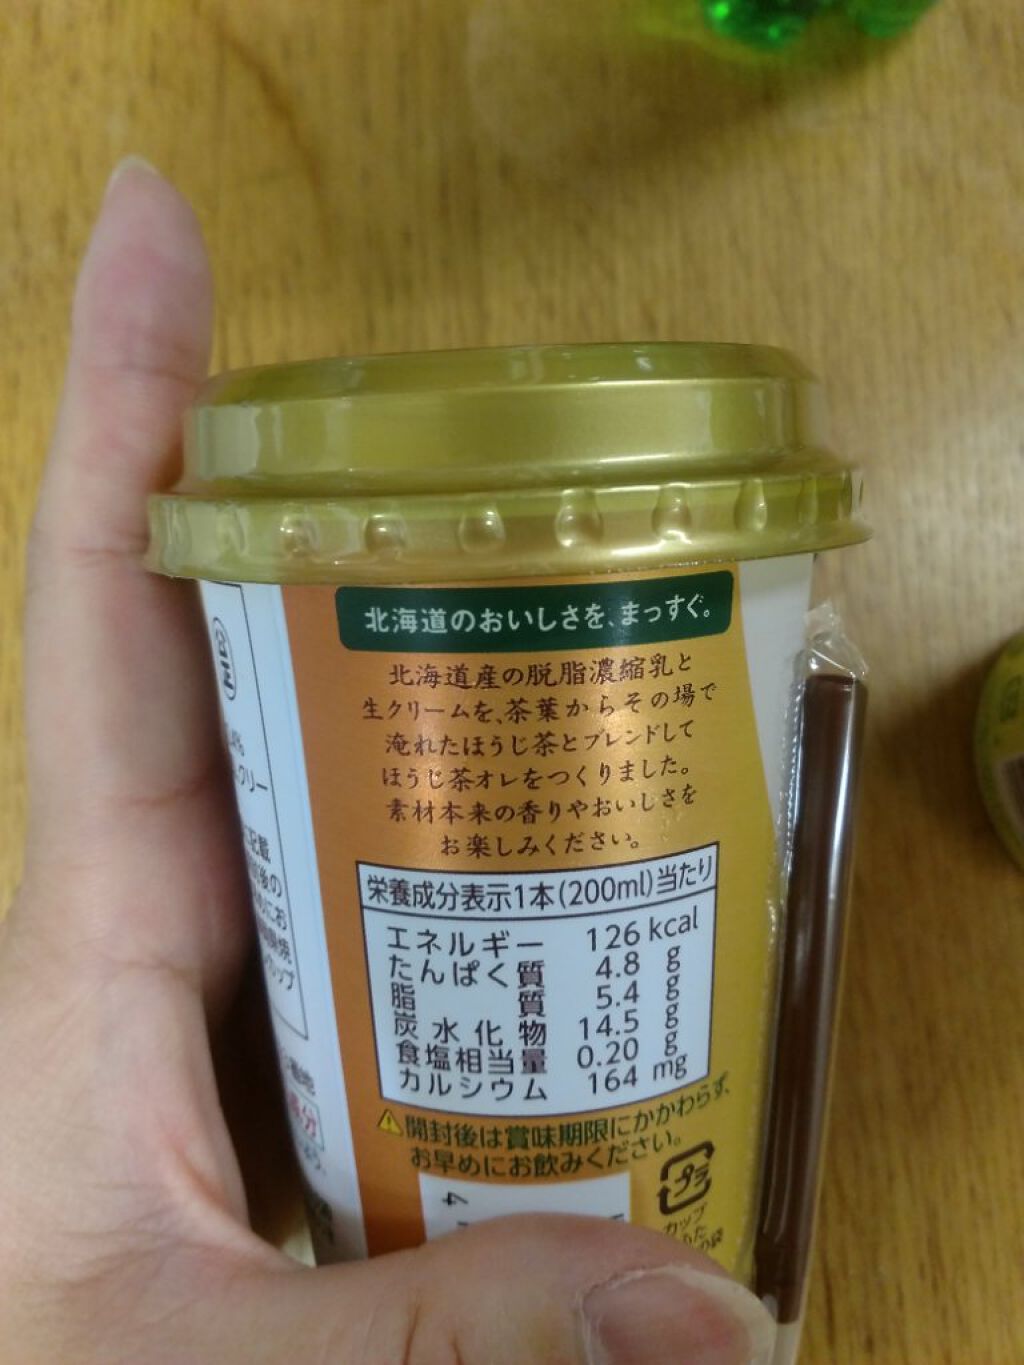 北海道のおいしさを、まっすぐ。
北海道産の脱脂濃縮乳と
生クリームを、茶葉からその場で
淹れたほうじ茶とブレンドして
ほうじ茶オレをつくりました。
素材本来の香りやおいしさを
お楽しみください。
栄養成分表示1本(200ml)当たり
エネルギー 126 kcal
たんぱく質 4.8 g
脂質 5.4 g
炭水化物 14.5 g
食塩相当量 0.20 g
カルシウム 164 mg
⚠開封後は賞味期限にかかわらず、
お早めにお飲みください。
プラ
カップ
ふた